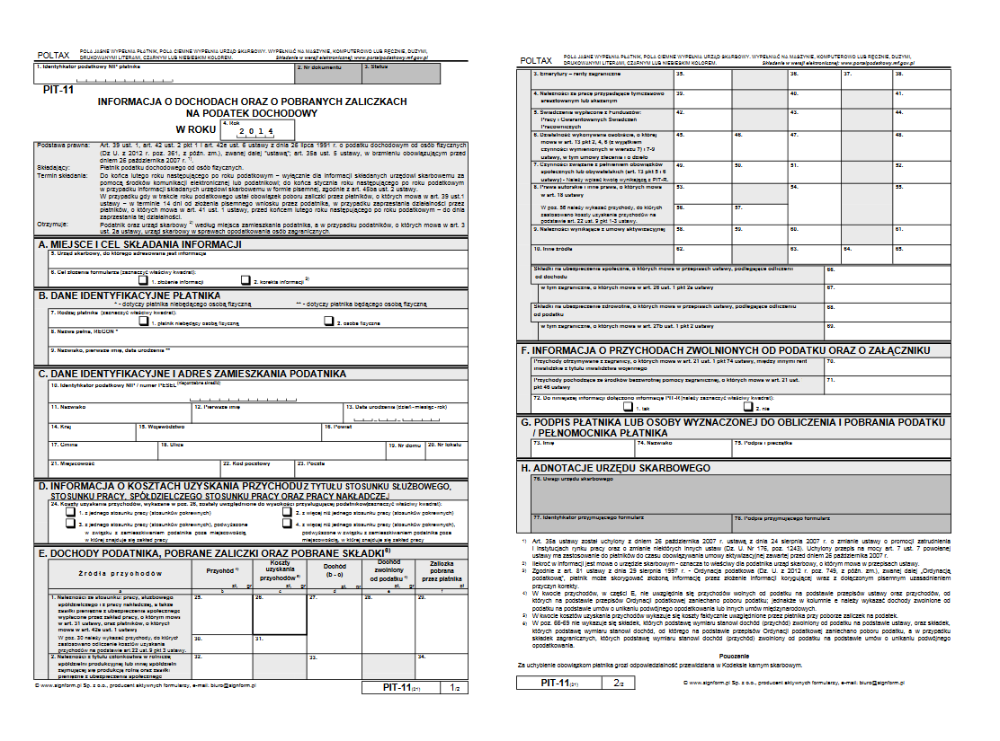 POLTAX
POLA JASNE WYPEŁNIA PŁATNIK, POLA CIEMNE WYPEŁNIA URZĄD SKARBOWY. WYPEŁNIAĆ NA MASZYNIE, KOMPUTEROWO LUB RĘCZNIE, DUŻYMI,
DRUKOWANYMI LITERAMI, CZARNYM LUB NIEBIESKIM KOLOREM. Składanie w wersji elektronicznej: www.portalpodatkowy.mf.gov.pl
1. Identyfikator podatkowy NIP płatnika
2. Nr dokumentu
3. Status
PIT-11
INFORMACJA O DOCHODACH ORAZ O POBRANYCH ZALICZKACH
NA PODATEK DOCHODOWY
W ROKU
4. Rok
2 0 1 4
Podstawa prawna: Art. 39 ust. 1, art. 42 ust. 2 pkt 1 i art. 42e ust. 6 ustawy z dnia 26 lipca 1991 r. o podatku dochodowym od osób fizycznych
(Dz. U. z 2012 r. poz. 361, z późn. zm.), zwanej dalej "ustawą"; art. 35a ust. 5 ustawy, w brzmieniu obowiązującym przed
dniem 26 października 2007 r. 1).
Składający: Płatnik podatku dochodowego od osób fizycznych.
Termin składania: Do końca lutego roku następującego po roku podatkowym – wyłącznie dla informacji składanych urzędowi skarbowemu za
pomocą środków komunikacji elektronicznej lub podatnikowi; do końca stycznia roku następującego po roku podatkowym
w przypadku informacji składanych urzędowi skarbowemu w formie pisemnej, zgodnie z art. 45ba ust. 2 ustawy.
W przypadku gdy w trakcie roku podatkowego ustał obowiązek poboru zaliczki przez płatników, o których mowa w art. 39 ust.1
ustawy – w terminie 14 dni od złożenia pisemnego wniosku przez podatnika, w przypadku zaprzestania działalności przez
płatników, o których mowa w art. 41 ust. 1 ustawy, przed końcem lutego roku następującego po roku podatkowym - do dnia
zaprzestania tej działalności.
Otrzymuje: Podatnik oraz urząd skarbowy 2) według miejsca zamieszkania podatnika, a w przypadku podatników, o których mowa w art. 3
ust. 2a ustawy, urząd skarbowy w sprawach opodatkowania osób zagranicznych.
A. MIEJSCE I CEL SKŁADANIA INFORMACJI
5. Urząd skarbowy, do którego adresowana jest informacja
6. Cel złożenia formularza (zaznaczyć właściwy kwadrat):
1. złożenie informacji
2. korekta informacji 3)
B. DANE IDENTYFIKACYJNE PŁATNIKA
* - dotyczy płatnika niebędącego osobą fizyczną ** - dotyczy płatnika będącego osobą fizyczną
7. Rodzaj płatnika (zaznaczyć właściwy kwadrat):
1. płatnik niebędący osobą fizyczną
2. osoba fizyczna
8. Nazwa pełna, REGON *
9. Nazwisko, pierwsze imię, data urodzenia **
C. DANE IDENTYFIKACYJNE I ADRES ZAMIESZKANIA PODATNIKA
10. Identyfikator podatkowy NIP / numer PESEL (niepotrzebne skreślić)
11. Nazwisko
12. Pierwsze imię
13. Data urodzenia (dzień - miesiąc - rok)
14. Kraj
15. Województwo
16. Powiat
17. Gmina
18. Ulica
19. Nr domu
20. Nr lokalu
21. Miejscowość
22. Kod pocztowy
23. Poczta
D. INFORMACJA O KOSZTACH UZYSKANIA PRZYCHODU Z TYTUŁU STOSUNKU SŁUŻBOWEGO,
STOSUNKU PRACY, SPÓŁDZIELCZEGO STOSUNKU PRACY ORAZ PRACY NAKŁADCZEJ
24. Koszty uzyskania przychodów, wykazane w poz. 26, zostały uwzględnione do wysokości przysługującej podatnikowi (zaznaczyć właściwy kwadrat):
1. z jednego stosunku pracy (stosunków pokrewnych)
2. z więcej niż jednego stosunku pracy (stosunków pokrewnych)
3. z jednego stosunku pracy (stosunków pokrewnych), podwyższone
w związku z zamieszkaniem podatnika poza miejscowością,
w której znajduje się zakład pracy
4. z więcej niż jednego stosunku pracy (stosunków pokrewnych),
podwyższone w związku z zamieszkaniem podatnika poza
miejscowością, w której znajduje się zakład pracy
E. DOCHODY PODATNIKA, POBRANE ZALICZKI ORAZ POBRANE SKŁADKI 6)
Źródła przychodów
Przychód 4)
zł, gr
Koszty
uzyskania
przychodów 5)
zł, gr
Dochód
(b - c)
zł, gr
Dochód
zwolniony
od podatku 4)
zł, gr
Zaliczka
pobrana
przez płatnika
zł, gr
a b c d e f
1. Należności ze stosunku: pracy, służbowego
spółdzielczego i z pracy nakładczej, a także
zasiłki pieniężne z ubezpieczenia społecznego
wypłacone przez zakład pracy, o którym mowa
w art. 31 ustawy, oraz płatników, o których
mowa w art. 42e ust. 1 ustawy
25. 26. 27. 28. 29.
W poz. 30 należy wykazać przychody, do których
zastosowano odliczenie kosztów uzyskania
przychodów na podstawie art.22 ust. 9 pkt 3 ustawy.
30. 31.
2. Należności z tytułu członkostwa w rolniczej
spółdzielni produkcyjnej lub innej spółdzielni
zajmującej się produkcją rolną oraz zasiłki
pieniężne z ubezpieczenia społecznego
32. 33. 34.
© www.signform.pl Sp. z o.o., producent aktywnych formularzy, e-mail: biuro@signform.pl
PIT-11(21) 1/2
POLTAX
POLA JASNE WYPEŁNIA PŁATNIK, POLA CIEMNE WYPEŁNIA URZĄD SKARBOWY. WYPEŁNIAĆ NA MASZYNIE, KOMPUTEROWO LUB RĘCZNIE, DUŻYMI,
DRUKOWANYMI LITERAMI, CZARNYM LUB NIEBIESKIM KOLOREM. Składanie w wersji elektronicznej: www.portalpodatkowy.mf.gov.pl
3. Emerytury – renty zagraniczne
35. 36. 37. 38.
4. Należności za pracę przypadające tymczasowo
aresztowanym lub skazanym
39. 40. 41.
5. Świadczenia wypłacone z Funduszów:
Pracy i Gwarantowanych Świadczeń
Pracowniczych
42. 43. 44.
6. Działalność wykonywana osobiście, o której
mowa w art. 13 pkt 2, 4, 6 (z wyjątkiem
czynności wymienionych w wierszu 7) i 7-9
ustawy, w tym umowy zlecenia i o dzieło
45. 46. 47. 48.
7. Czynności związane z pełnieniem obowiązków
społecznych lub obywatelskich (art. 13 pkt 5 i 6
ustawy) - Należy wpisać kwotę wynikającą z PIT-R.
49. 50. 51. 52.
8. Prawa autorskie i inne prawa, o których mowa
w art. 18 ustawy
53. 54. 55.
W poz. 56 należy wykazać przychody, do których
zastosowano koszty uzyskania przychodów na
podstawie art. 22 ust. 9 pkt 1-3 ustawy.
56. 57.
9. Należności wynikające z umowy aktywizacyjnej
58. 59. 60. 61.
10. Inne źródła
62. 63. 64. 65.
Składki na ubezpieczenia społeczne, o których mowa w przepisach ustawy, podlegające odliczeniu
od dochodu
66.
w tym zagraniczne, o których mowa w art. 26 ust. 1 pkt 2a ustawy
67.
Składki na ubezpieczenie zdrowotne, o których mowa w przepisach ustawy, podlegające odliczeniu
od podatku
68.
w tym zagraniczne, o których mowa w art. 27b ust. 1 pkt 2 ustawy
69.
F. INFORMACJA O PRZYCHODACH ZWOLNIONYCH OD PODATKU ORAZ O ZAŁĄCZNIKU
Przychody otrzymywane z zagranicy, o których mowa w art. 21 ust. 1 pkt 74 ustawy, między innymi rent
inwalidzkie z tytułu inwalidztwa wojennego
70.
Przychody pochodzące ze środków bezzwrotnej pomocy zagranicznej, o których mowa w art. 21 ust.
pkt 46 ustawy
71.
72. Do niniejszej informacji dołączono informację PIT-R (należy zaznaczyć właściwy kwadrat):
1. tak
2. nie
G. PODPIS PŁATNIKA LUB OSOBY WYZNACZONEJ DO OBLICZENIA I POBRANIA PODATKU
/ PEŁNOMOCNIKA PŁATNIKA
73. Imię
74. Nazwisko
75. Podpis i pieczątka
H. ADNOTACJE URZĘDU SKARBOWEGO
76. Uwagi urzędu skarbowego
77. Identyfikator przyjmującego formularz
78. Podpis przyjmującego formularz
1) Art. 35a ustawy został uchylony z dniem 26 października 2007 r. ustawą z dnia 24 sierpnia 2007 r. o zmianie ustawy o promocji zatrudnienia
i instytucjach rynku pracy oraz o zmianie niektórych innych ustaw (Dz. U. Nr 176, poz. 1243). Uchylony przepis na mocy art. 7 ust. 7 powołanej
ustawy ma zastosowanie do płatników do czasu obowiązywania umowy aktywizacyjnej zawartej przed dniem 26 października 2007 r.
2) Ilekroć w informacji jest mowa o urzędzie skarbowym - oznacza to właściwy dla podatnika urząd skarbowy, o którym mowa w przepisach ustawy.
3) Zgodnie z art. 81 ustawy z dnia 29 sierpnia 1997 r. - Ordynacja podatkowa (Dz. U. z 2012 r. poz. 749, z późn. zm.), zwanej dalej „Ordynacją
podatkową”, płatnik może skorygować złożoną informację przez złożenie informacji korygującej wraz z dołączonym pisemnym uzasadnieniem
przyczyn korekty.
4) W kwocie przychodów, w części E, nie uwzględnia się przychodów wolnych od podatku na podstawie przepisów ustawy oraz przychodów, od
których na podstawie przepisów Ordynacji podatkowej zaniechano poboru podatku; jednakże w kolumnie e należy wykazać dochody zwolnione od
podatku na podstawie umów o unikaniu podwójnego opodatkowania lub innych umów międzynarodowych.
5) W kwocie kosztów uzyskania przychodów wykazuje się koszty faktycznie uwzględnione przez płatnika przy poborze zaliczek na podatek.
6) W poz. 66-69 nie wykazuje się składek, których podstawę wymiaru stanowi dochód (przychód) zwolniony od podatku na podstawie ustawy, oraz składek,
których podstawę wymiaru stanowi dochód, od którego na podstawie przepisów Ordynacji podatkowej zaniechano poboru podatku, a w przypadku
składek zagranicznych, których podstawę wymiaru stanowi dochód (przychód) zwolniony od podatku na podstawie umów o unikaniu podwójnego
opodatkowania.
Pouczenie
Za uchybienie obowiązkom płatnika grozi odpowiedzialność przewidziana w Kodeksie karnym skarbowym.
PIT-11(21) 2/2
© www.signform.pl Sp. z o.o., producent aktywnych formularzy, e-mail: biuro@signform.pl